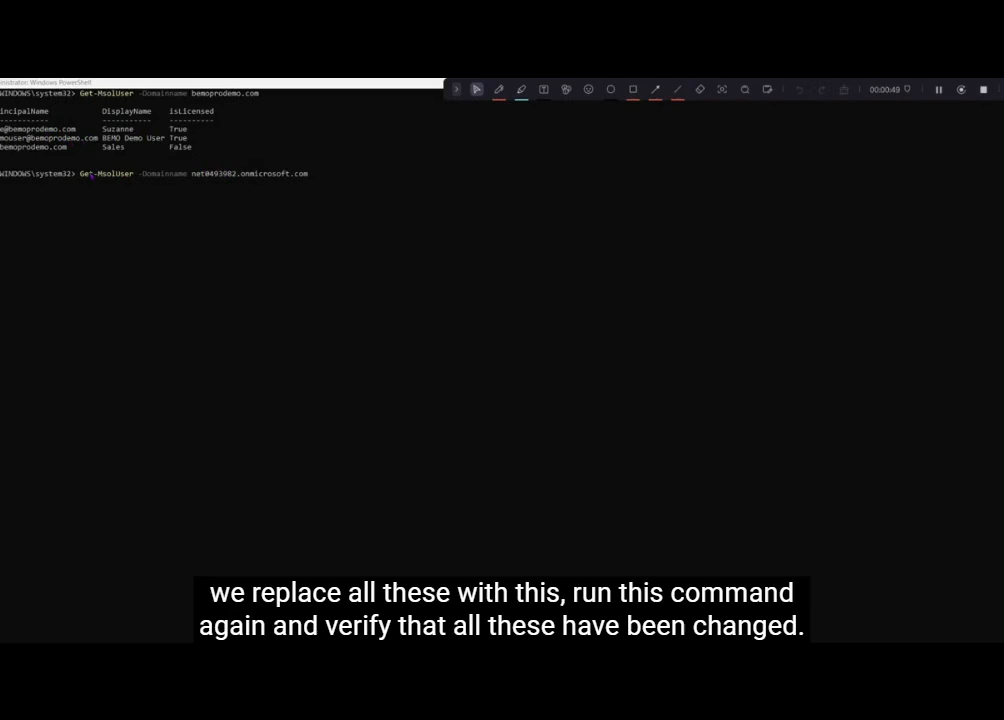 ministrator: Windows PowerShell
WINDOWS\system32> Get-MsolUser -Domainname bemoprodemo.com
incipalName DisplayName isLicensed
----------- ----------- ----------
e@bemoprodemo.com Suzanne True
mouser@bemoprodemo.com BEMO Demo User True
bemoprodemo.com Sales False
WINDOWS\system32> Get-MsolUser -Domainname net0493982.onmicrosoft.com
00:00:49
we replace all these with this, run this command
again and verify that all these have been changed.